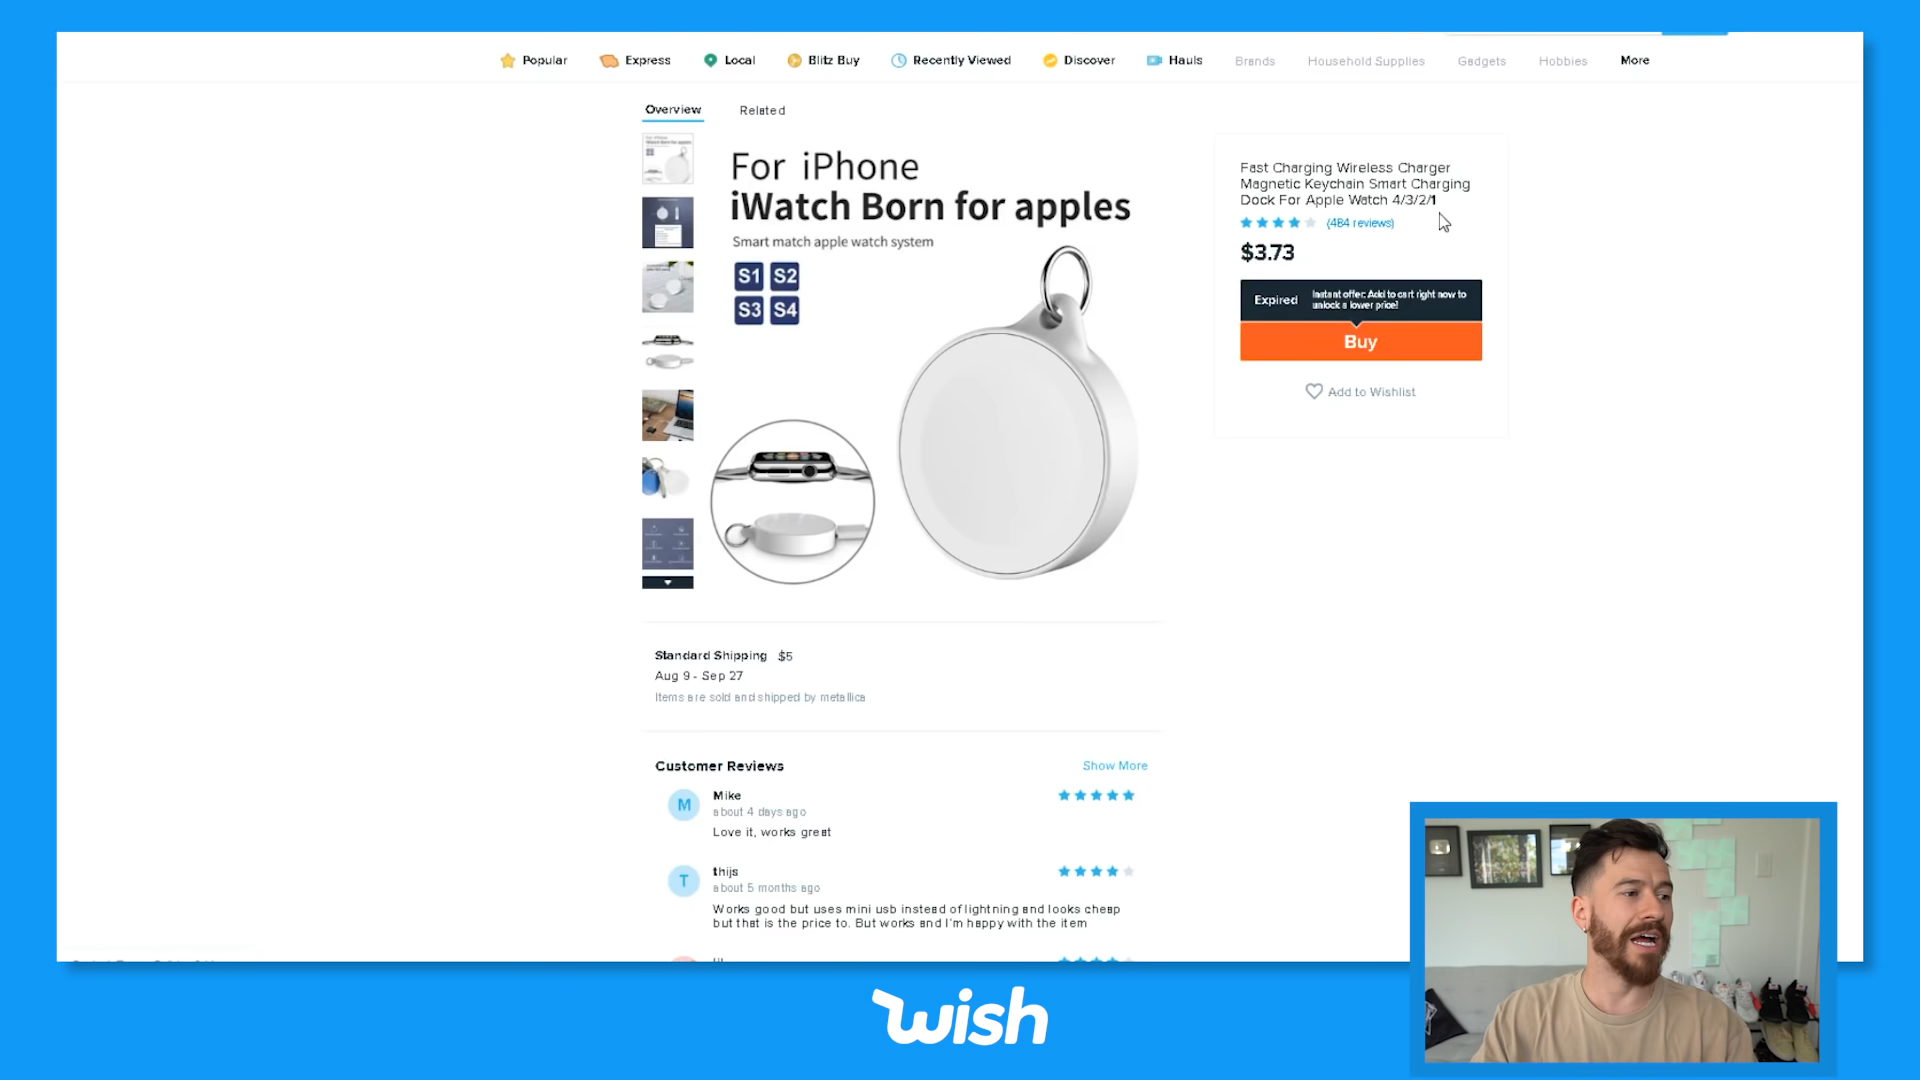 Popular
Express
Local
Blitz Buy
Recently Viewed
Discover
Hauls
Brands
Household Supplies
Gadgets
Hobbies
More
Overview
Related
For iPhone
iWatch Born for apples
Smart match apple watch system
S1 S2
S3 S4
Fast Charging Wireless Charger
Magnetic Keychain Smart Charging
Dock For Apple Watch 4/3/2/1
(484 reviews)
$3.73
Expired
Instant offer: Add to cart right now to
unlock a lower price!
Buy
Add to Wishlist
Standard Shipping $5
Aug 9 - Sep 27
Items are sold and shipped by metallica
Customer Reviews
Show More
M
Mike
about 4 days ago
Love it, works great
T
thijs
about 5 months ago
Works good but uses mini usb instead of lightning and looks cheap
but that is the price to. But works and I'm happy with the item
wish